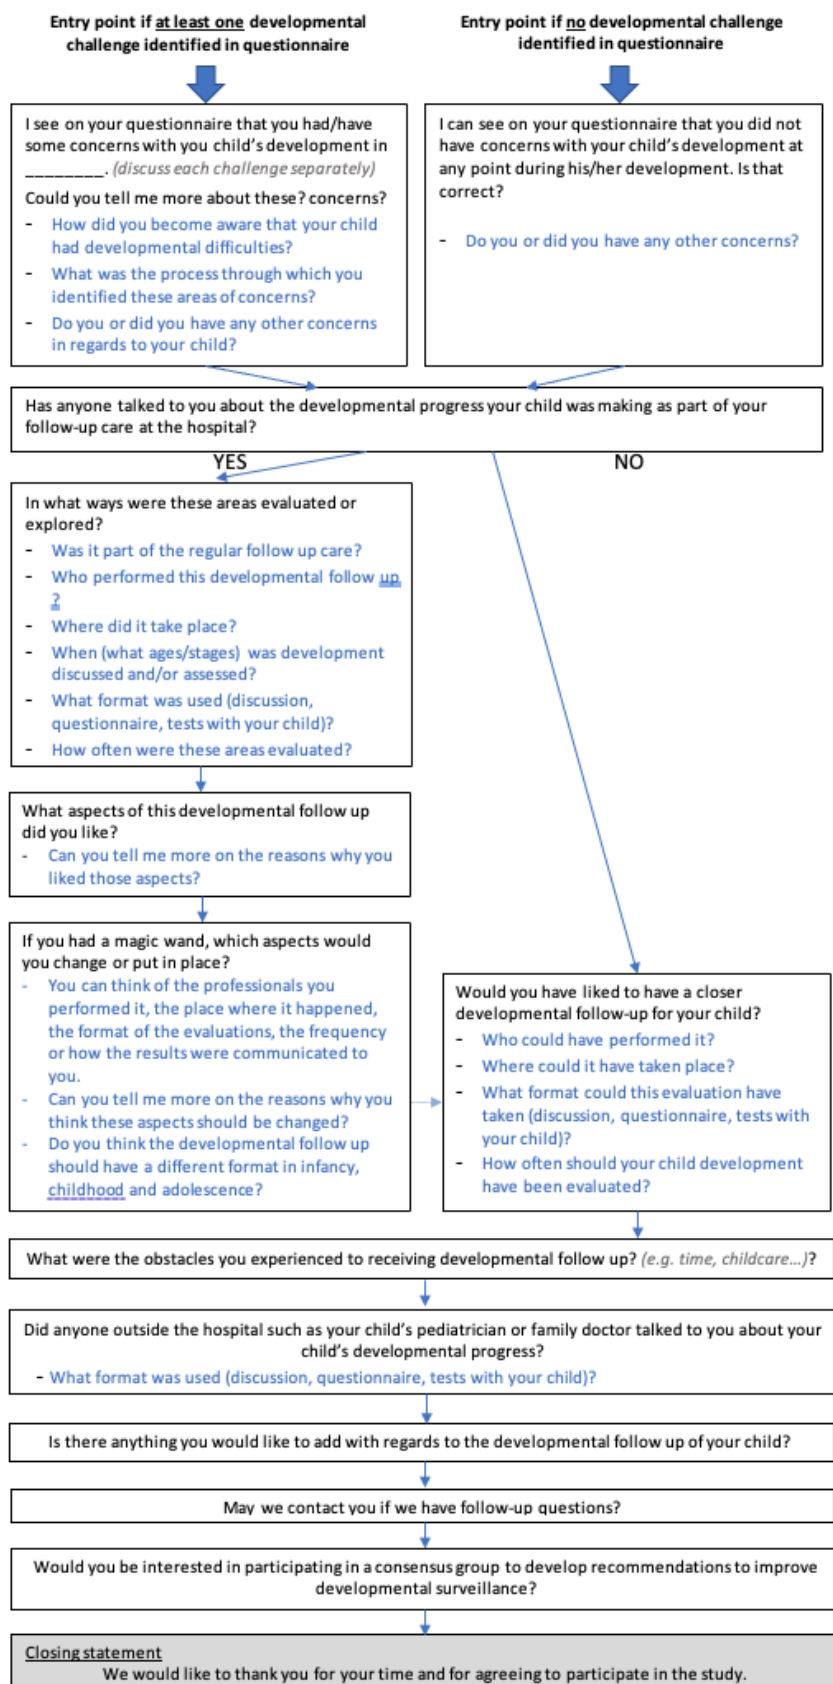 Entry point if at least one developmental
challenge identified in questionnaire
Entry point if no developmental challenge
identified in questionnaire
I see on your questionnaire that you had/have
some concerns with you child's development in
________. (discuss each challenge separately)
Could you tell me more about these? concerns?
- How did you become aware that your child
had developmental difficulties?
- What was the process through which you
identified these areas of concerns?
- Do you or did you have any other concerns
in regards to your child?
I can see on your questionnaire that you did not
have concerns with your child's development at
any point during his/her development. Is that
correct?
- Do you or did you have any other concerns?
Has anyone talked to you about the developmental progress your child was making as part of your
follow-up care at the hospital?
YES
NO
In what ways were these areas evaluated or
explored?
- Was it part of the regular follow up care?
- Who performed this developmental follow up
?
- Where did it take place?
- When (what ages/stages) was development
discussed and/or assessed?
- What format was used (discussion,
questionnaire, tests with your child)?
- How often were these areas evaluated?
What aspects of this developmental follow up
did you like?
- Can you tell me more on the reasons why you
liked those aspects?
If you had a magic wand, which aspects would
you change or put in place?
- You can think of the professionals you
performed it, the place where it happened,
the format of the evaluations, the frequency
or how the results were communicated to
you.
- Can you tell me more on the reasons why you
think these aspects should be changed?
- Do you think the developmental follow up
should have a different format in infancy,
childhood and adolescence?
Would you have liked to have a closer
developmental follow-up for your child?
- Who could have performed it?
- Where could it have taken place?
- What format could this evaluation have
taken (discussion, questionnaire, tests with
your child)?
- How often should your child development
have been evaluated?
What were the obstacles you experienced to receiving developmental follow up? (e.g. time, childcare…)?
Did anyone outside the hospital such as your child's pediatrician or family doctor talked to you about your
child's developmental progress?
- What format was used (discussion, questionnaire, tests with your child)?
Is there anything you would like to add with regards to the developmental follow up of your child?
May we contact you if we have follow-up questions?
Would you be interested in participating in a consensus group to develop recommendations to improve
developmental surveillance?
Closing statement
We would like to thank you for your time and for agreeing to participate in the study.